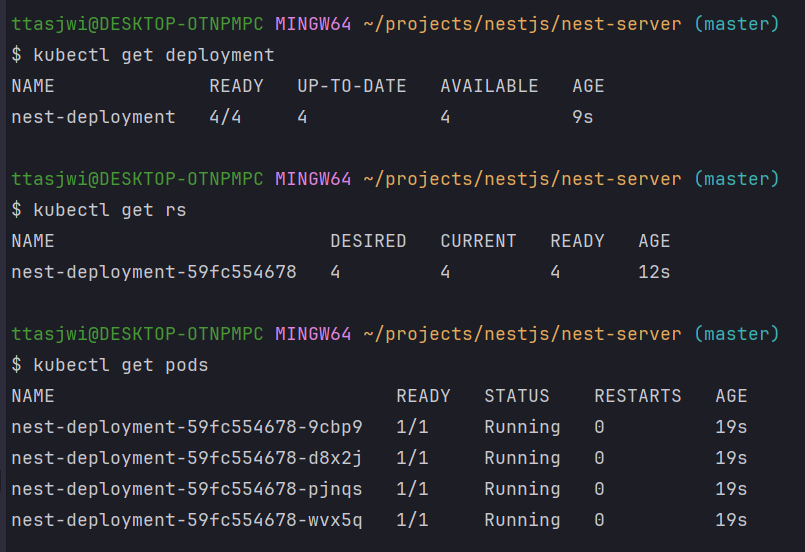 ttasjwi@DESKTOP-OTNPMPC MINGW64 ~/projects/nestjs/nest-server (master)
$ kubectl get deployment
NAME              READY   UP-TO-DATE   AVAILABLE   AGE
nest-deployment   4/4     4            4           9s
ttasjwi@DESKTOP-OTNPMPC MINGW64 ~/projects/nestjs/nest-server (master)
$ kubectl get rs
NAME                         DESIRED   CURRENT   READY   AGE
nest-deployment-59fc554678   4         4         4       12s
ttasjwi@DESKTOP-OTNPMPC MINGW64 ~/projects/nestjs/nest-server (master)
$ kubectl get pods
NAME                               READY   STATUS    RESTARTS   AGE
nest-deployment-59fc554678-9cbp9   1/1     Running   0          19s
nest-deployment-59fc554678-d8x2j   1/1     Running   0          19s
nest-deployment-59fc554678-pjnqs   1/1     Running   0          19s
nest-deployment-59fc554678-wvx5q   1/1     Running   0          19s